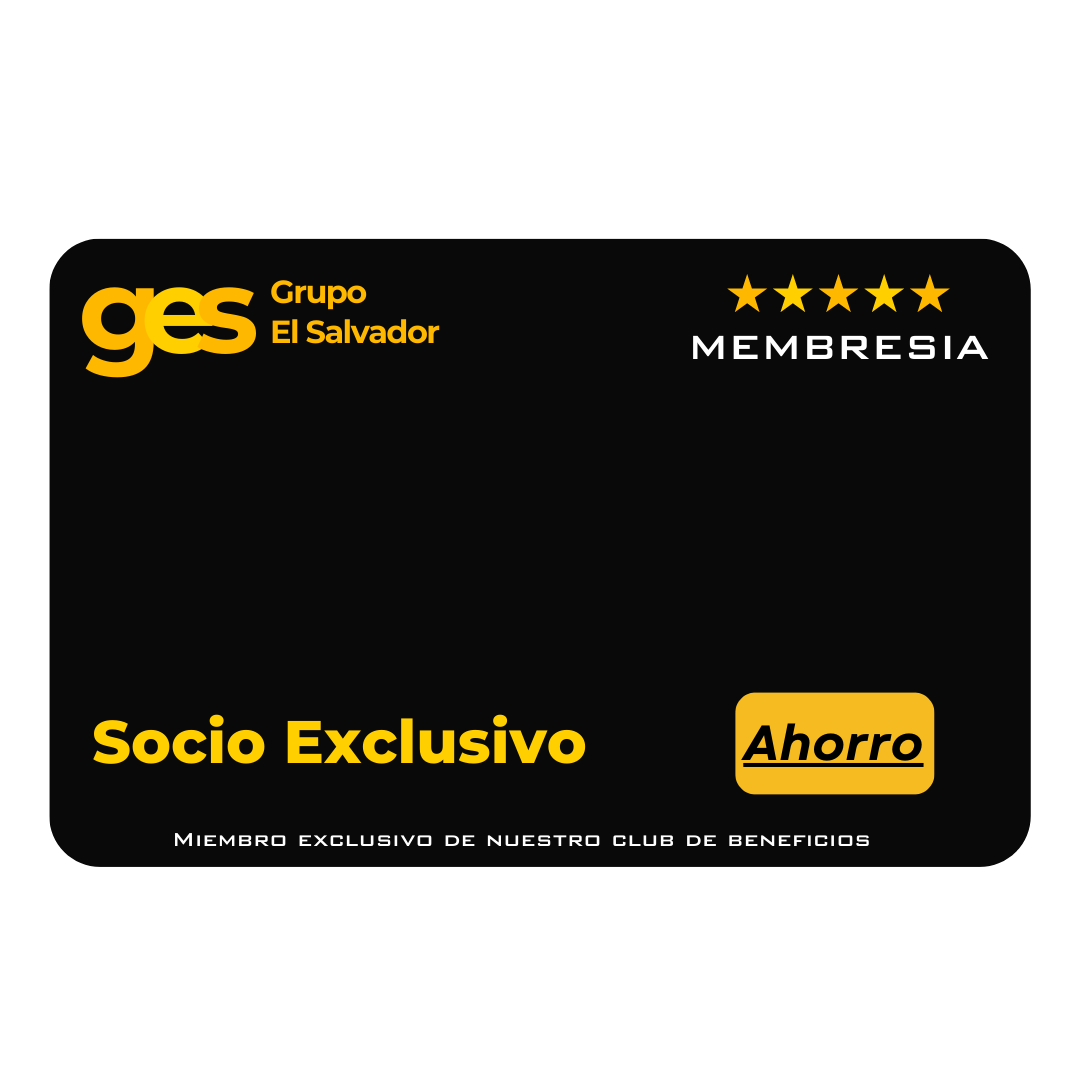 ges
Grupo
El Salvador
MEMBRESIA
Socio Exclusivo
Ahorro
Miembro exclusivo de nuestro club de beneficios